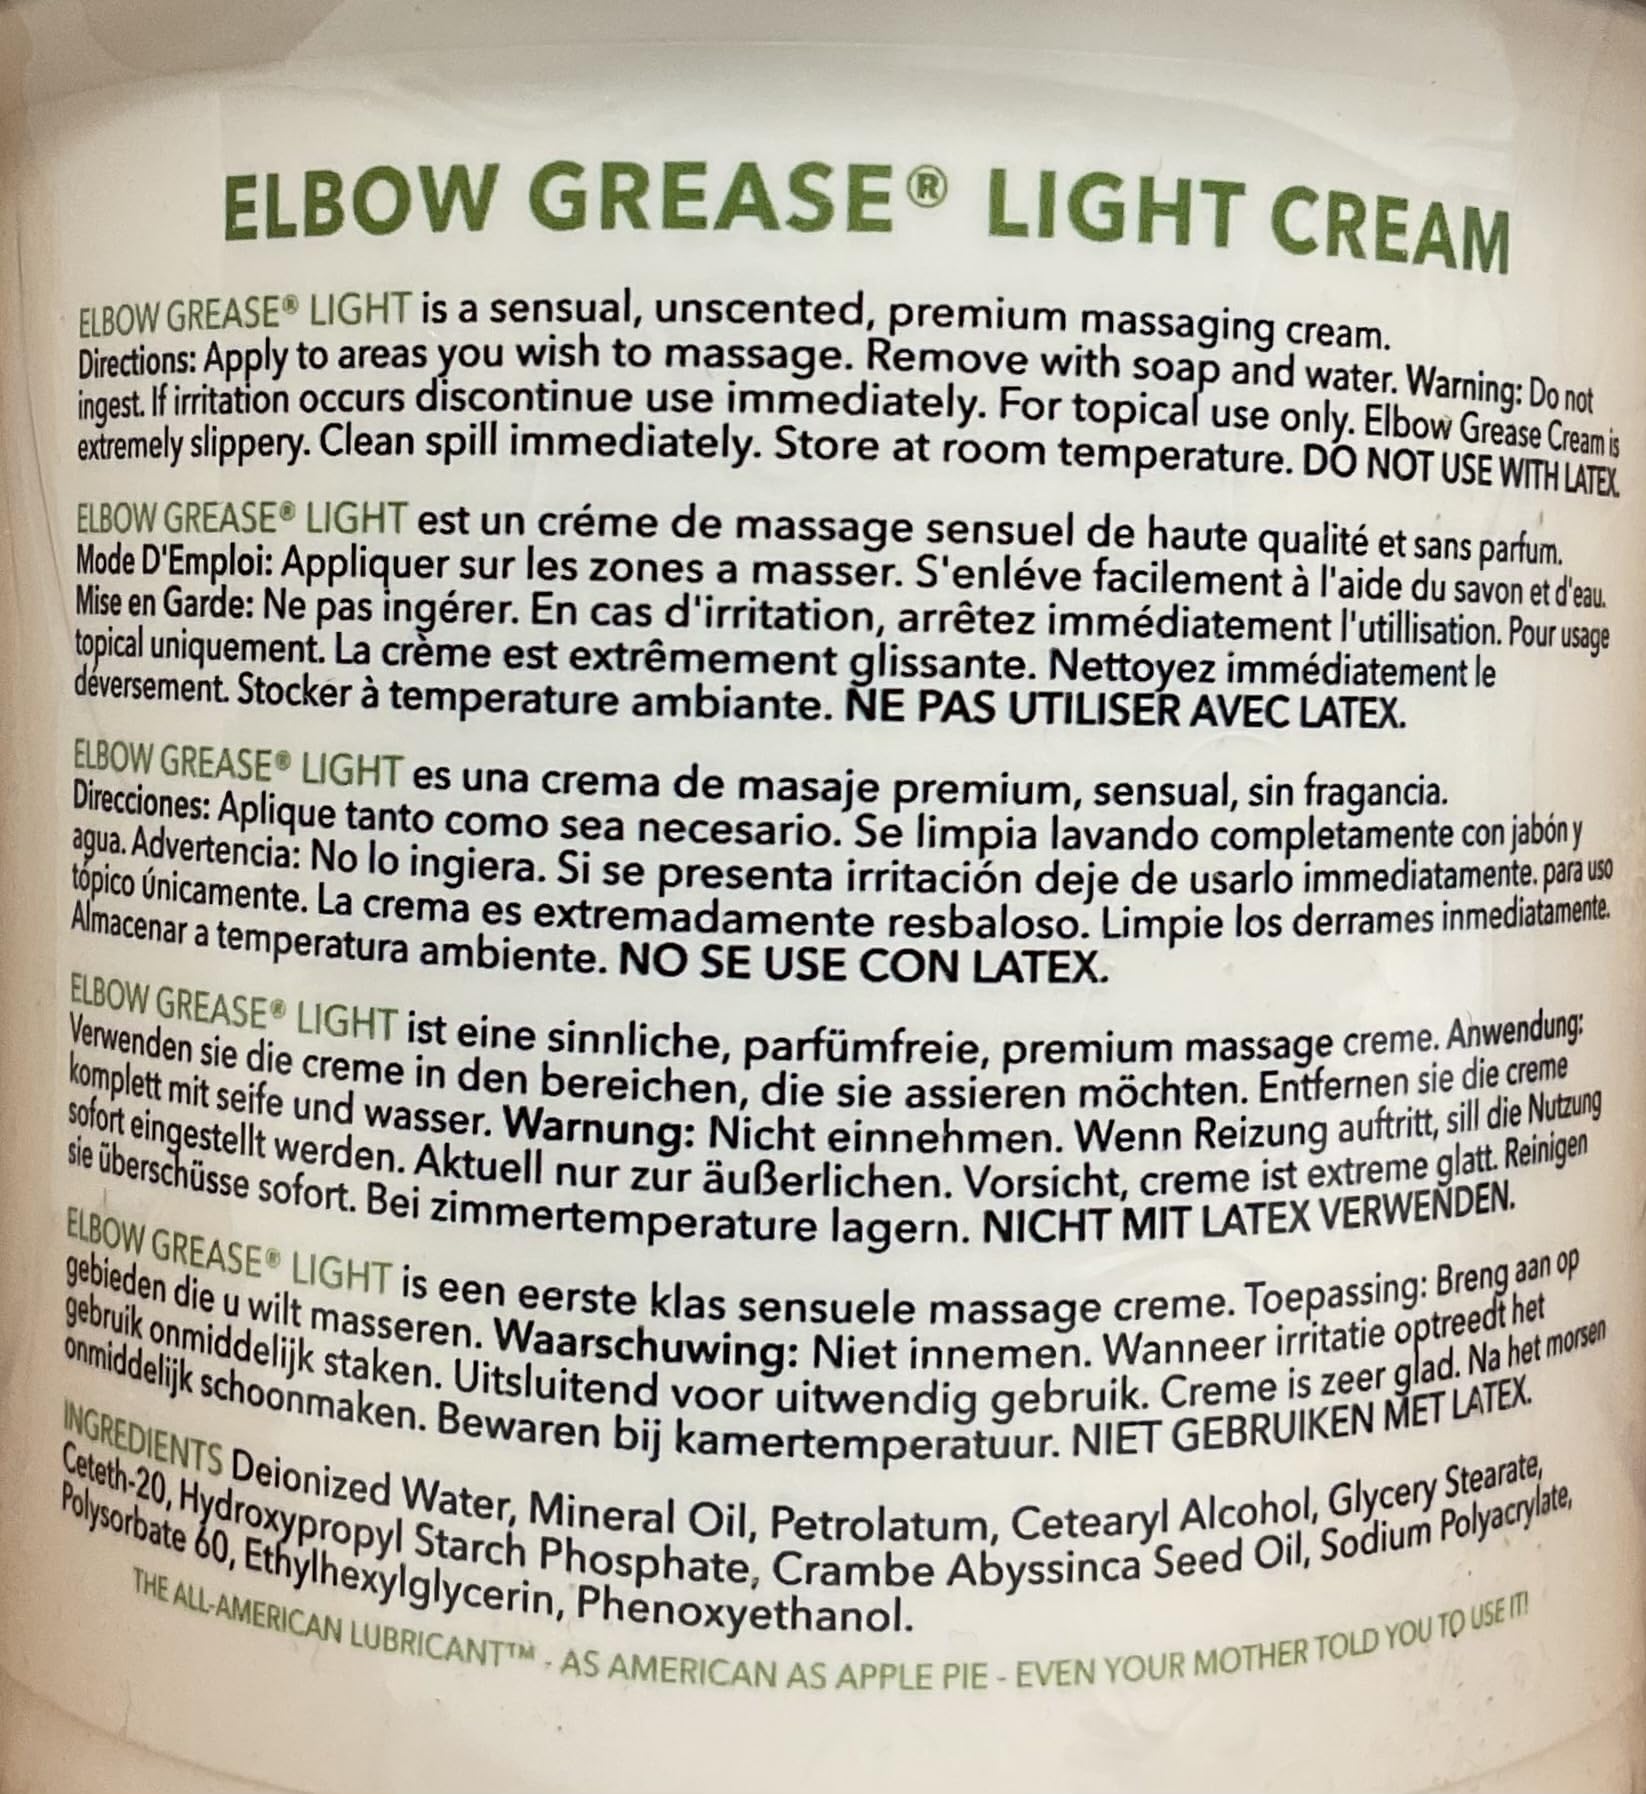 ELBOW GREASE® LIGHT CREAM
ELBOW GREASE® LIGHT is a sensual, unscented, premium massaging cream.
Directions: Apply to areas you wish to massage. Remove with soap and water. Warning: Do not
ingest. If irritation occurs discontinue use immediately. For topical use only. Elbow Grease Cream is
extremely slippery. Clean spill immediately. Store at room temperature. DO NOT USE WITH LATEX.
ELBOW GREASE® LIGHT est un créme de massage sensuel de haute qualité et sans parfum.
Mode D'Emploi: Appliquer sur les zones a masser. S'enléve facilement à l'aide du savon et d'eau.
Mise en Garde: Ne pas ingérer. En cas d'irritation, arrêtez immédiatement l'utillisation. Pour usage
topical uniquement. La crème est extrêmement glissante. Nettoyez immédiatement le
déversement. Stocker à temperature ambiante. NE PAS UTILISER AVEC LATEX.
ELBOW GREASE® LIGHT es una crema de masaje premium, sensual, sin fragancia.
Direcciones: Aplique tanto como sea necesario. Se limpia lavando completamente con jabón y
agua. Advertencia: No lo ingiera. Si se presenta irritación deje de usarlo immediatamente. para uso
tópico únicamente. La crema es extremadamente resbaloso. Limpie los derrames inmediatamente.
Almacenar a temperatura ambiente. NO SE USE CON LATEX.
ELBOW GREASE® LIGHT ist eine sinnliche, parfümfreie, premium massage creme. Anwendung:
Verwenden sie die creme in den bereichen, die sie assieren möchten. Entfernen sie die creme
komplett mit seife und wasser. Warnung: Nicht einnehmen. Wenn Reizung auftritt, sill die Nutzung
sofort eingestellt werden. Aktuell nur zur äußerlichen. Vorsicht, creme ist extreme glatt. Reinigen
sie überschüsse sofort. Bei zimmertemperature lagern. NICHT MIT LATEX VERWENDEN.
ELBOW GREASE® LIGHT is een eerste klas sensuele massage creme. Toepassing: Breng aan op
gebieden die u wilt masseren. Waarschuwing: Niet innemen. Wanneer irritatie optreedt het
gebruik onmiddelijk staken. Uitsluitend voor uitwendig gebruik. Creme is zeer glad. Na het morsen
onmiddelijk schoonmaken. Bewaren bij kamertemperatuur. NIET GEBRUIKEN MET LATEX.
INGREDIENTS Deionized Water, Mineral Oil, Petrolatum, Cetearyl Alcohol, Glycery Stearate,
Ceteth-20, Hydroxypropyl Starch Phosphate, Crambe Abyssinca Seed Oil, Sodium Polyacrylate,
Polysorbate 60, Ethylhexylglycerin, Phenoxyethanol.
THE ALL-AMERICAN LUBRICANT™ - AS AMERICAN AS APPLE PIE - EVEN YOUR MOTHER TOLD YOU TO USE IT!